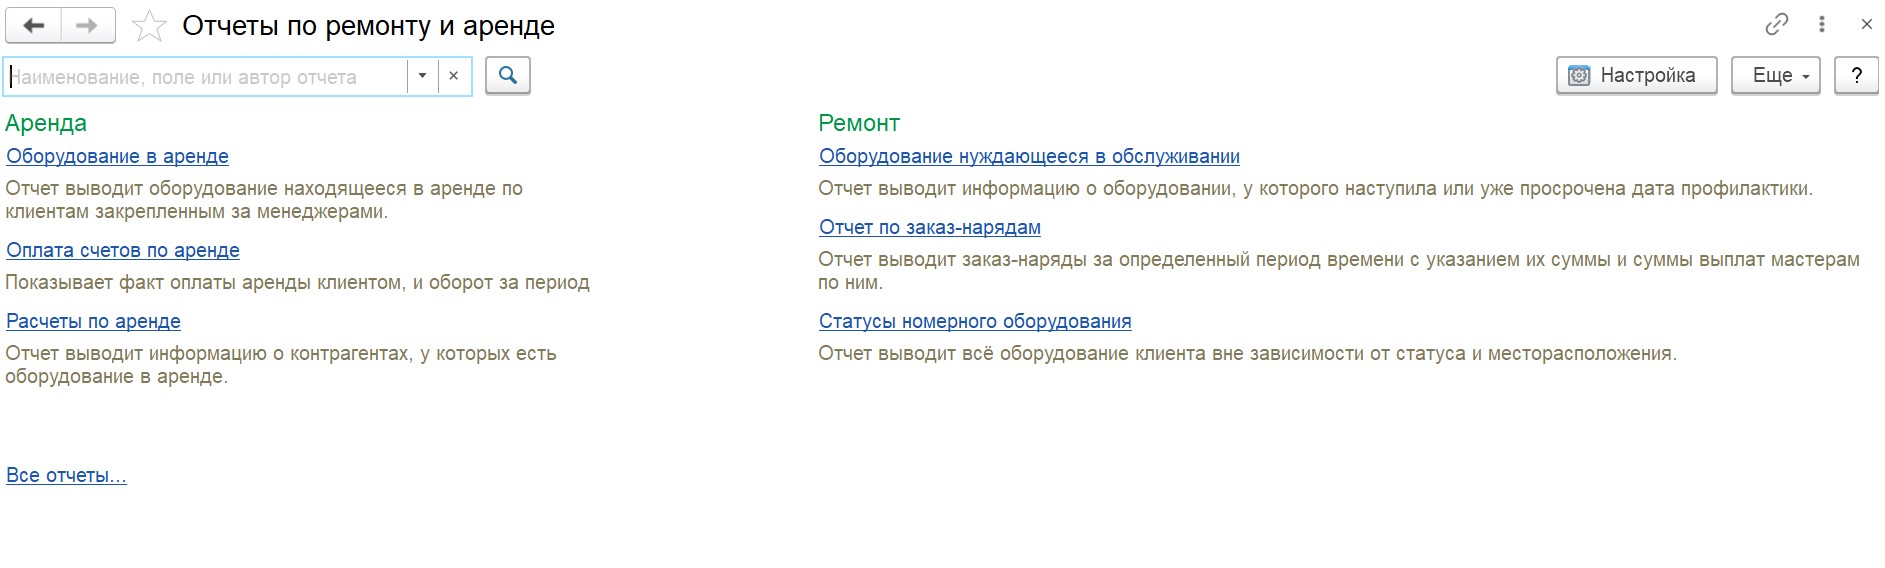 Отчеты по ремонту и аренде
Наименование, поле или автор отчета
Настройка
Еще
?
Аренда
Оборудование в аренде
Отчет выводит оборудование находящееся в аренде по
клиентам закрепленным за менеджерами.
Оплата счетов по аренде
Показывает факт оплаты аренды клиентом, и оборот за период
Расчеты по аренде
Отчет выводит информацию о контрагентах, у которых есть
оборудование в аренде.
Ремонт
Оборудование нуждающееся в обслуживании
Отчет выводит информацию о оборудовании, у которого наступила или уже просрочена дата профилактики.
Отчет по заказ-нарядам
Отчет выводит заказ-наряды за определенный период времени с указанием их суммы и суммы выплат мастерам
по ним.
Статусы номерного оборудования
Отчет выводит всё оборудование клиента вне зависимости от статуса и месторасположения.
Все отчеты...